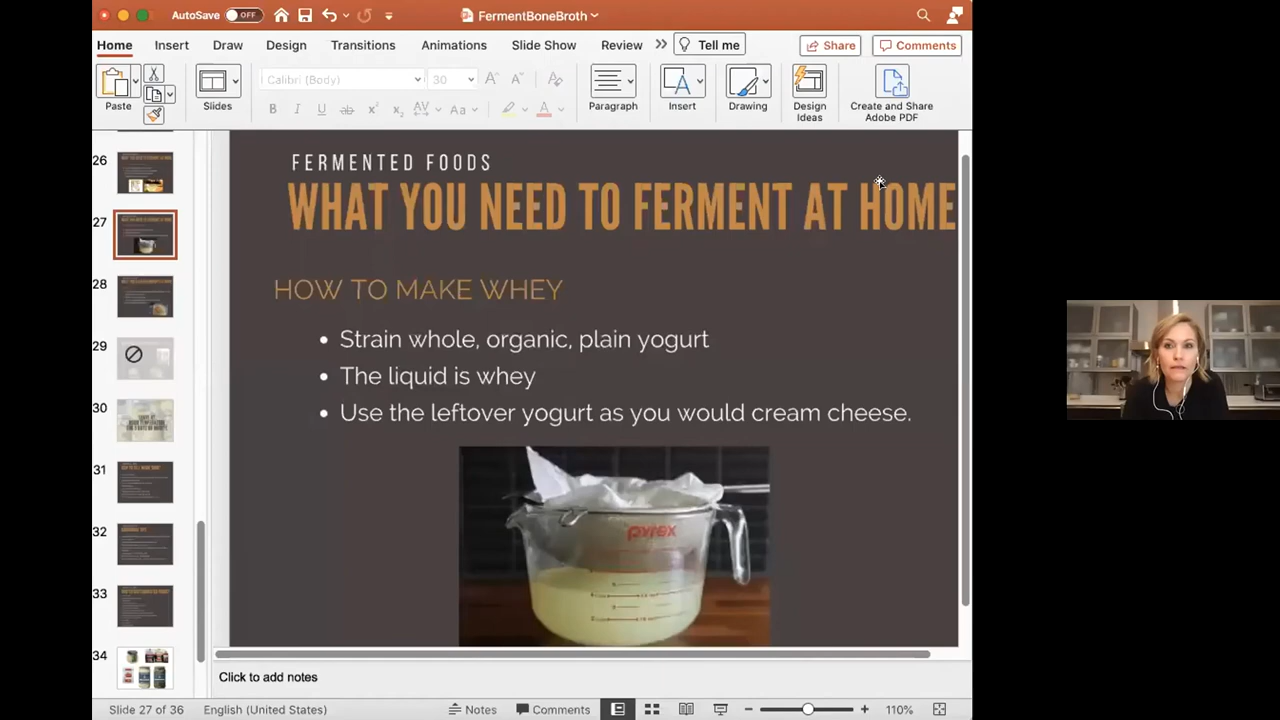 AutoSave OFF
FermentBoneBroth
Home Insert Draw Design Transitions Animations Slide Show Review Tell me Share Comments
Calibri (Body) 30
Paste Slides Paragraph Insert Drawing Design Ideas Create and Share Adobe PDF
26
27
28
29
30
31
32
33
34
FERMENTED FOODS
WHAT YOU NEED TO FERMENT AT HOME
HOW TO MAKE WHEY
• Strain whole, organic, plain yogurt
• The liquid is whey
• Use the leftover yogurt as you would cream cheese.
PYREX
Click to add notes
Slide 27 of 36 English (United States) Notes Comments 110%